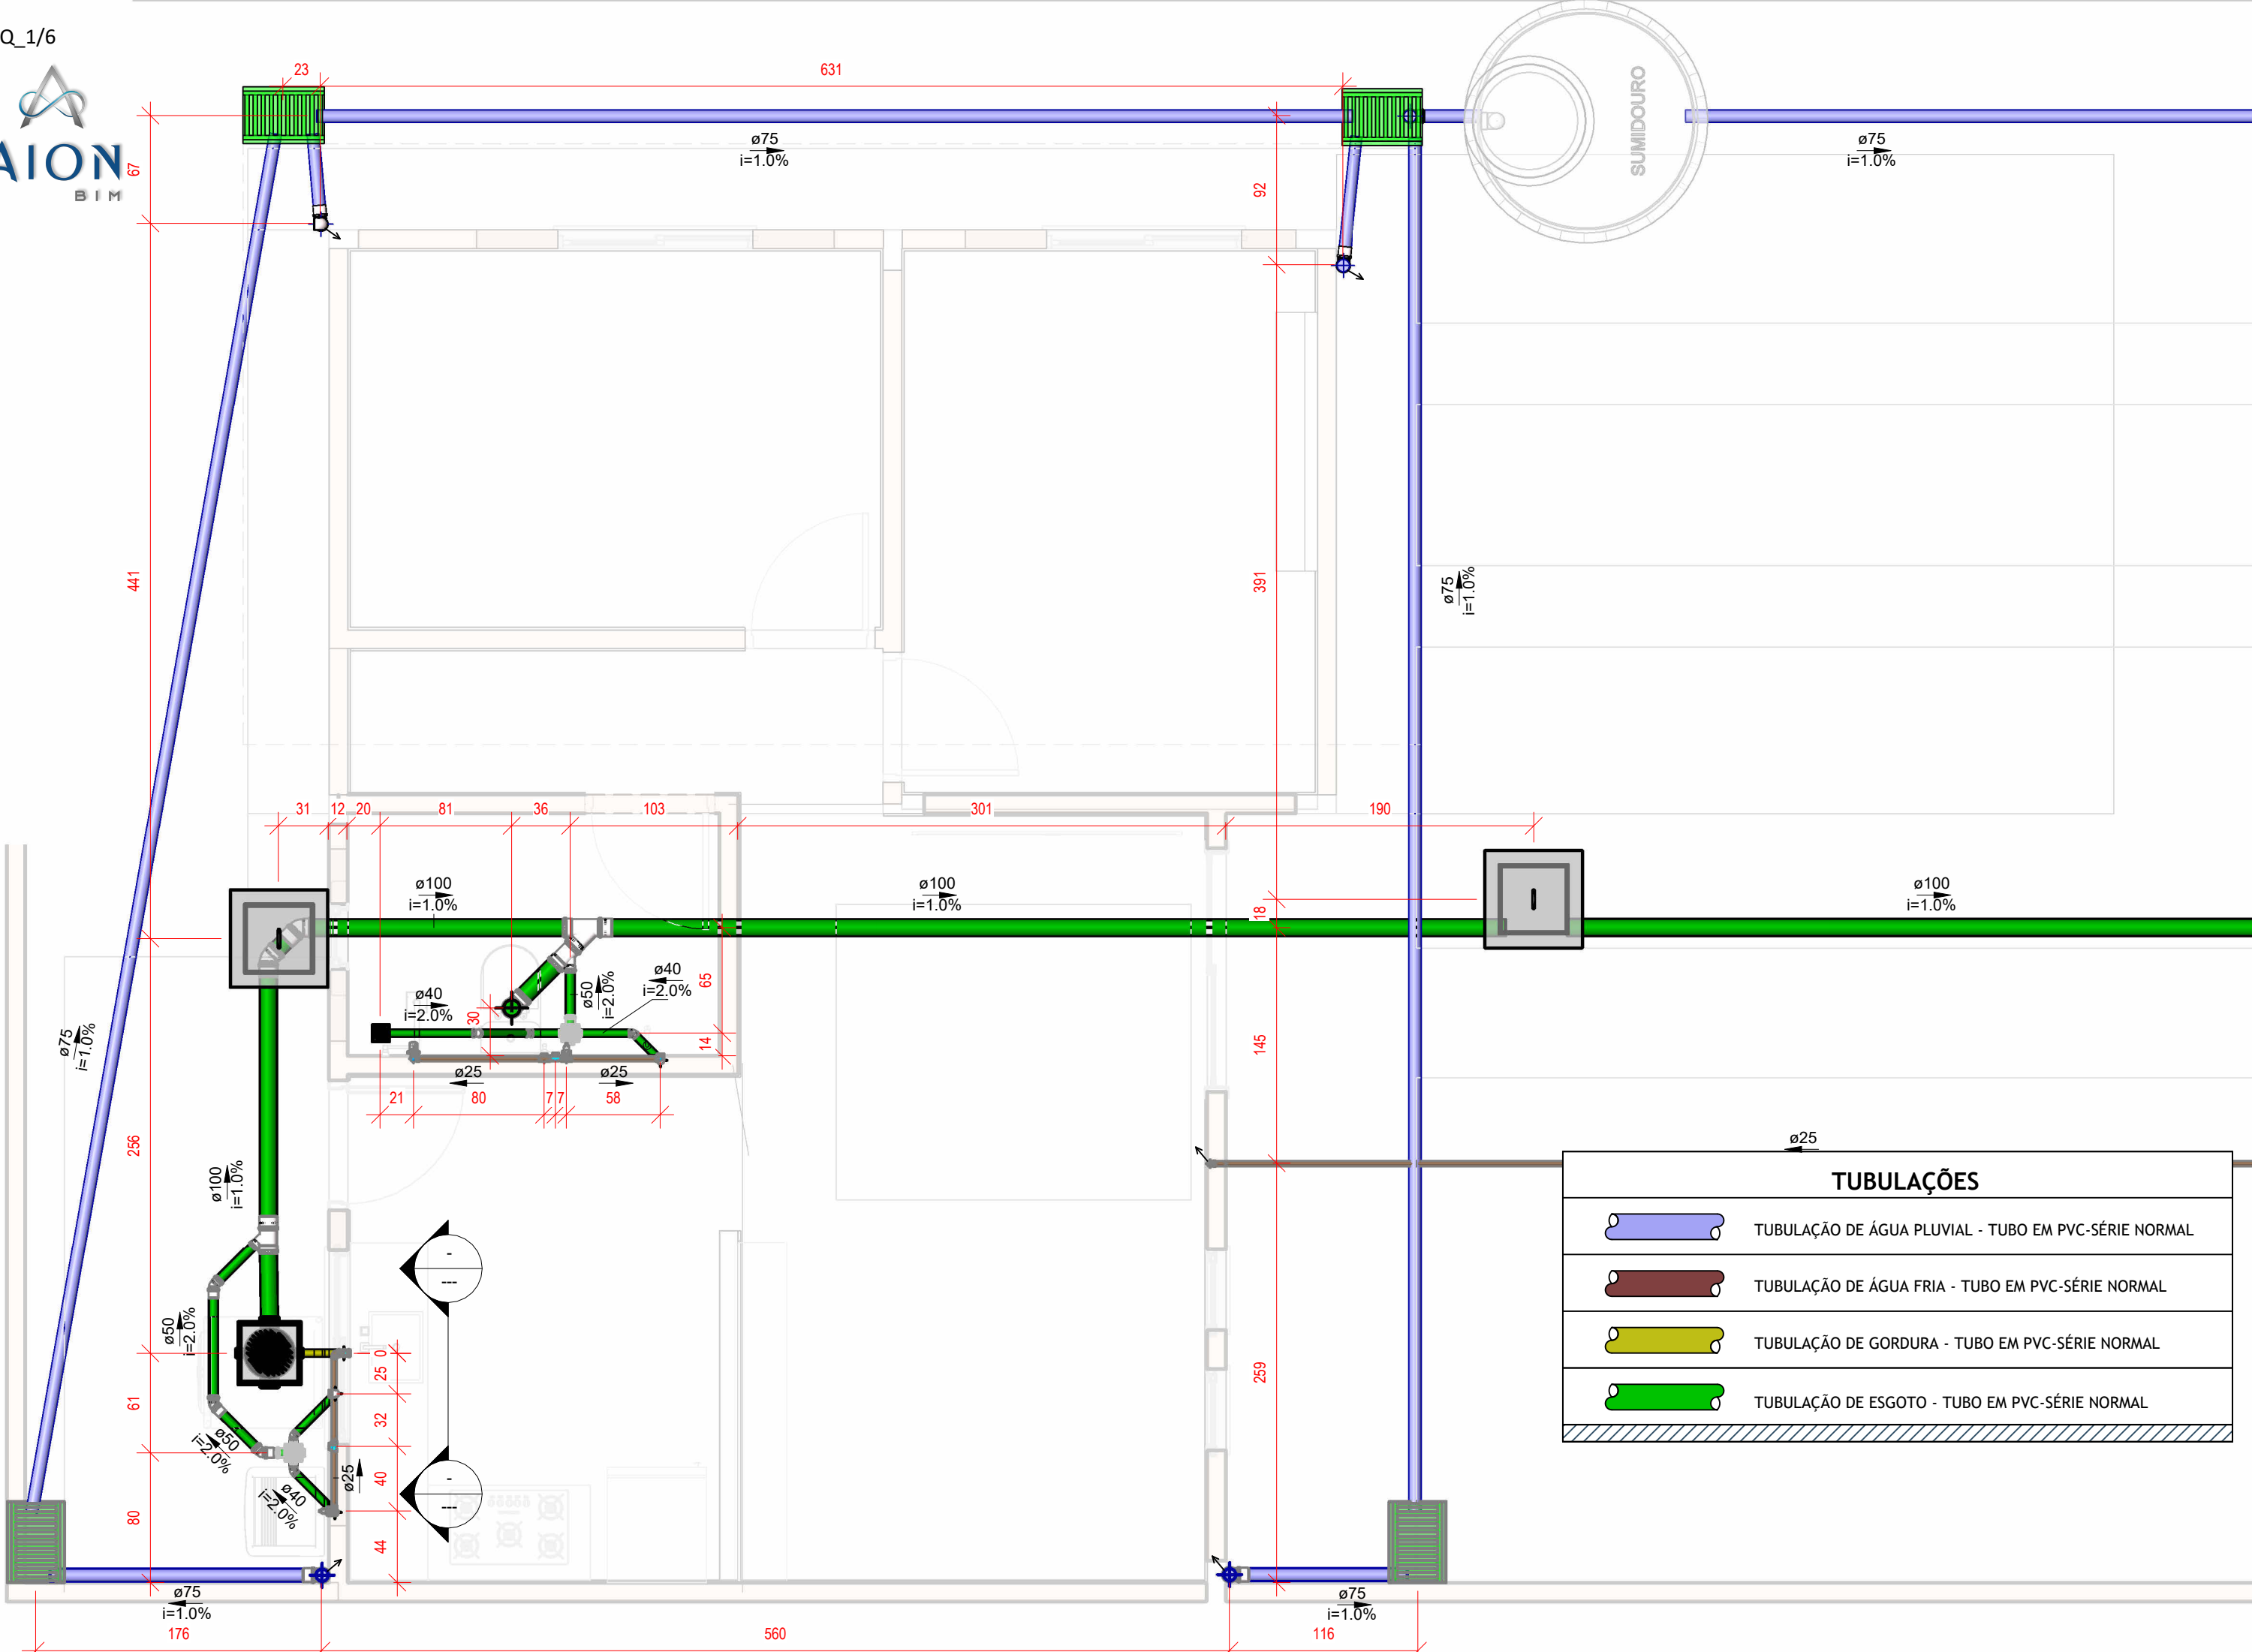 Q_1/6
AION
BIM
23
631
67
ø75
i=1.0%
92
SUMIDOURO
ø75
i=1.0%
441
391
ø75
i=1.0%
31
12
20
81
36
103
301
190
ø100
i=1.0%
ø100
i=1.0%
ø100
i=1.0%
18
ø40
i=2.0%
30
ø50
i=2.0%
ø40
i=2.0%
65
14
145
ø75
i=1.0%
ø25
ø25
21
80
7
7
58
256
ø100
i=1.0%
ø25
-
---
ø50
i=2.0%
0
25
61
32
259
ø50
i=2.0%
40
ø25
-
---
ø40
i=2.0%
80
44
ø75
i=1.0%
ø75
i=1.0%
176
560
116
TUBULAÇÕES
TUBULAÇÃO DE ÁGUA PLUVIAL - TUBO EM PVC-SÉRIE NORMAL
TUBULAÇÃO DE ÁGUA FRIA - TUBO EM PVC-SÉRIE NORMAL
TUBULAÇÃO DE GORDURA - TUBO EM PVC-SÉRIE NORMAL
TUBULAÇÃO DE ESGOTO - TUBO EM PVC-SÉRIE NORMAL